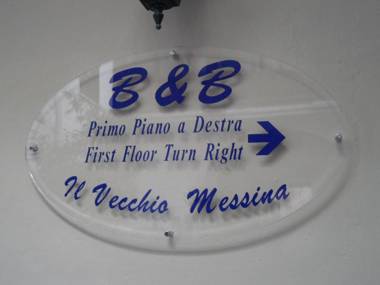 B & B
Primo Piano a Destra
First Floor Turn Right
Il Vecchio Messina